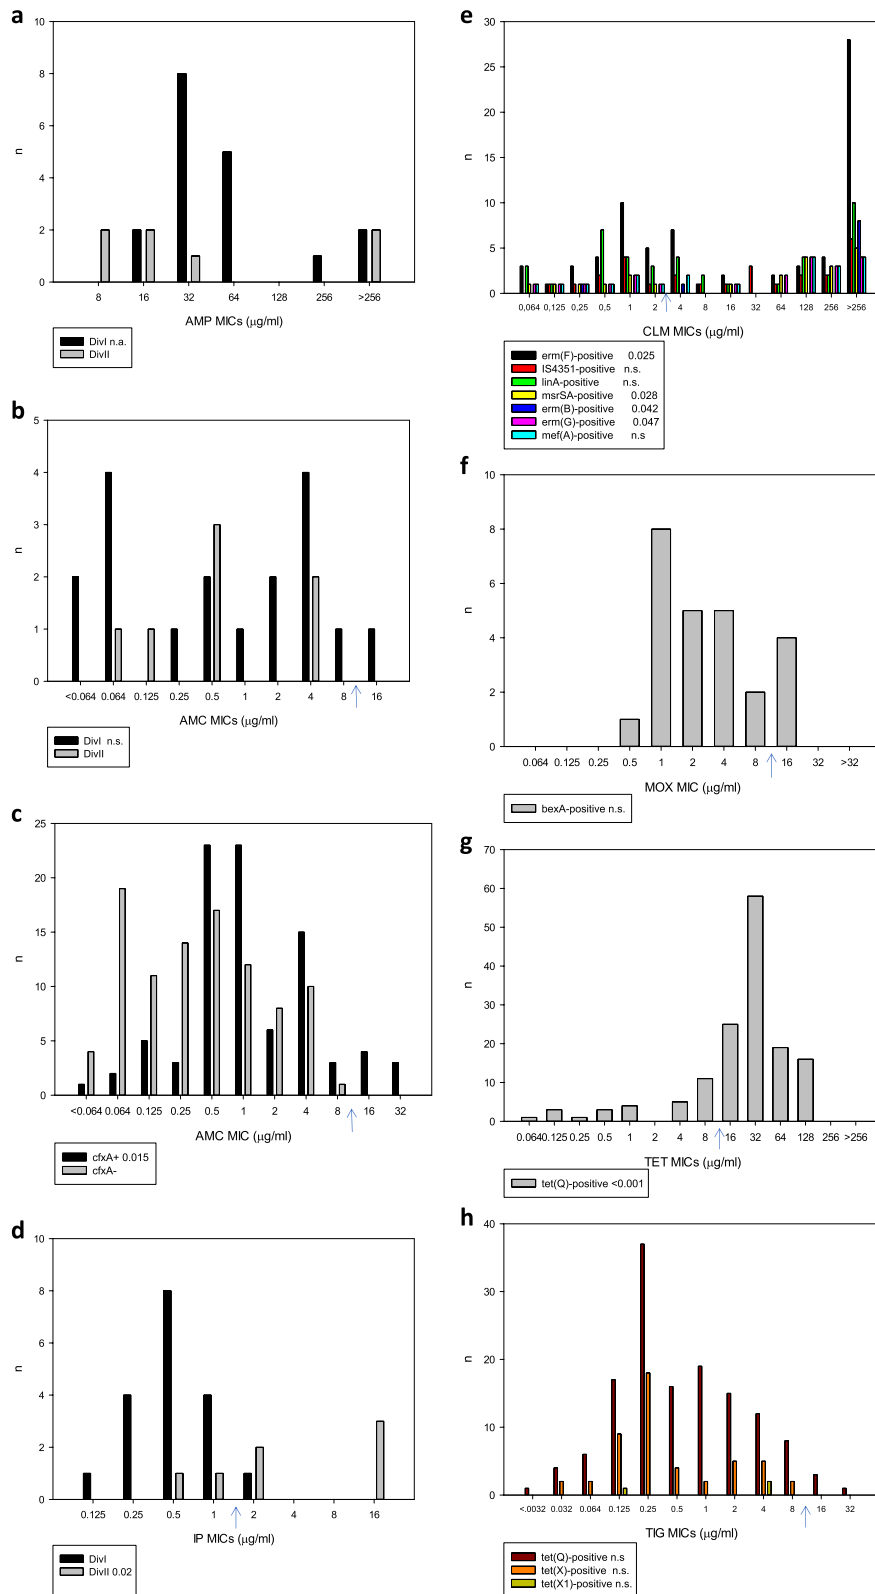 a
10
8
6
4
2
0
n
8 16 32 64 128 256 >256
AMP MICs (μg/ml)
DivI n.a.
DivII
b
5
4
3
2
1
0
n
<0.064 0.064 0.125 0.25 0.5 1 2 4 8 16
AMC MICs (μg/ml)
DivI n.s.
DivII
c
25
20
15
10
5
0
n
<0.064 0.064 0.125 0.25 0.5 1 2 4 8 16 32
AMC MIC (μg/ml)
cfxA+ 0.015
cfxA-
d
10
8
6
4
2
0
n
0.125 0.25 0.5 1 2 4 8 16
IP MICs (μg/ml)
DivI
DivII 0.02
e
30
25
20
15
10
5
0
n
0,064 0,125 0,25 0,5 1 2 4 8 16 32 64 128 256 >256
CLM MICs (μg/ml)
erm(F)-positive 0.025
IS4351-positive n.s.
linA-positive n.s.
msrSA-positive 0.028
erm(B)-positive 0.042
erm(G)-positive 0.047
mef(A)-positive n.s
f
10
8
6
4
2
0
n
0.064 0.125 0.25 0.5 1 2 4 8 16 32 >32
MOX MIC (μg/ml)
bexA-positive n.s.
g
70
60
50
40
30
20
10
0
n
0.064 0.125 0.25 0.5 1 2 4 8 16 32 64 128 256 >256
TET MICs (μg/ml)
tet(Q)-positive <0.001
h
40
30
20
10
0
n
<.0032 0.032 0.064 0.125 0.25 0.5 1 2 4 8 16 32
TIG MICs (μg/ml)
tet(Q)-positive n.s
tet(X)-positive n.s.
tet(X1)-positive n.s.